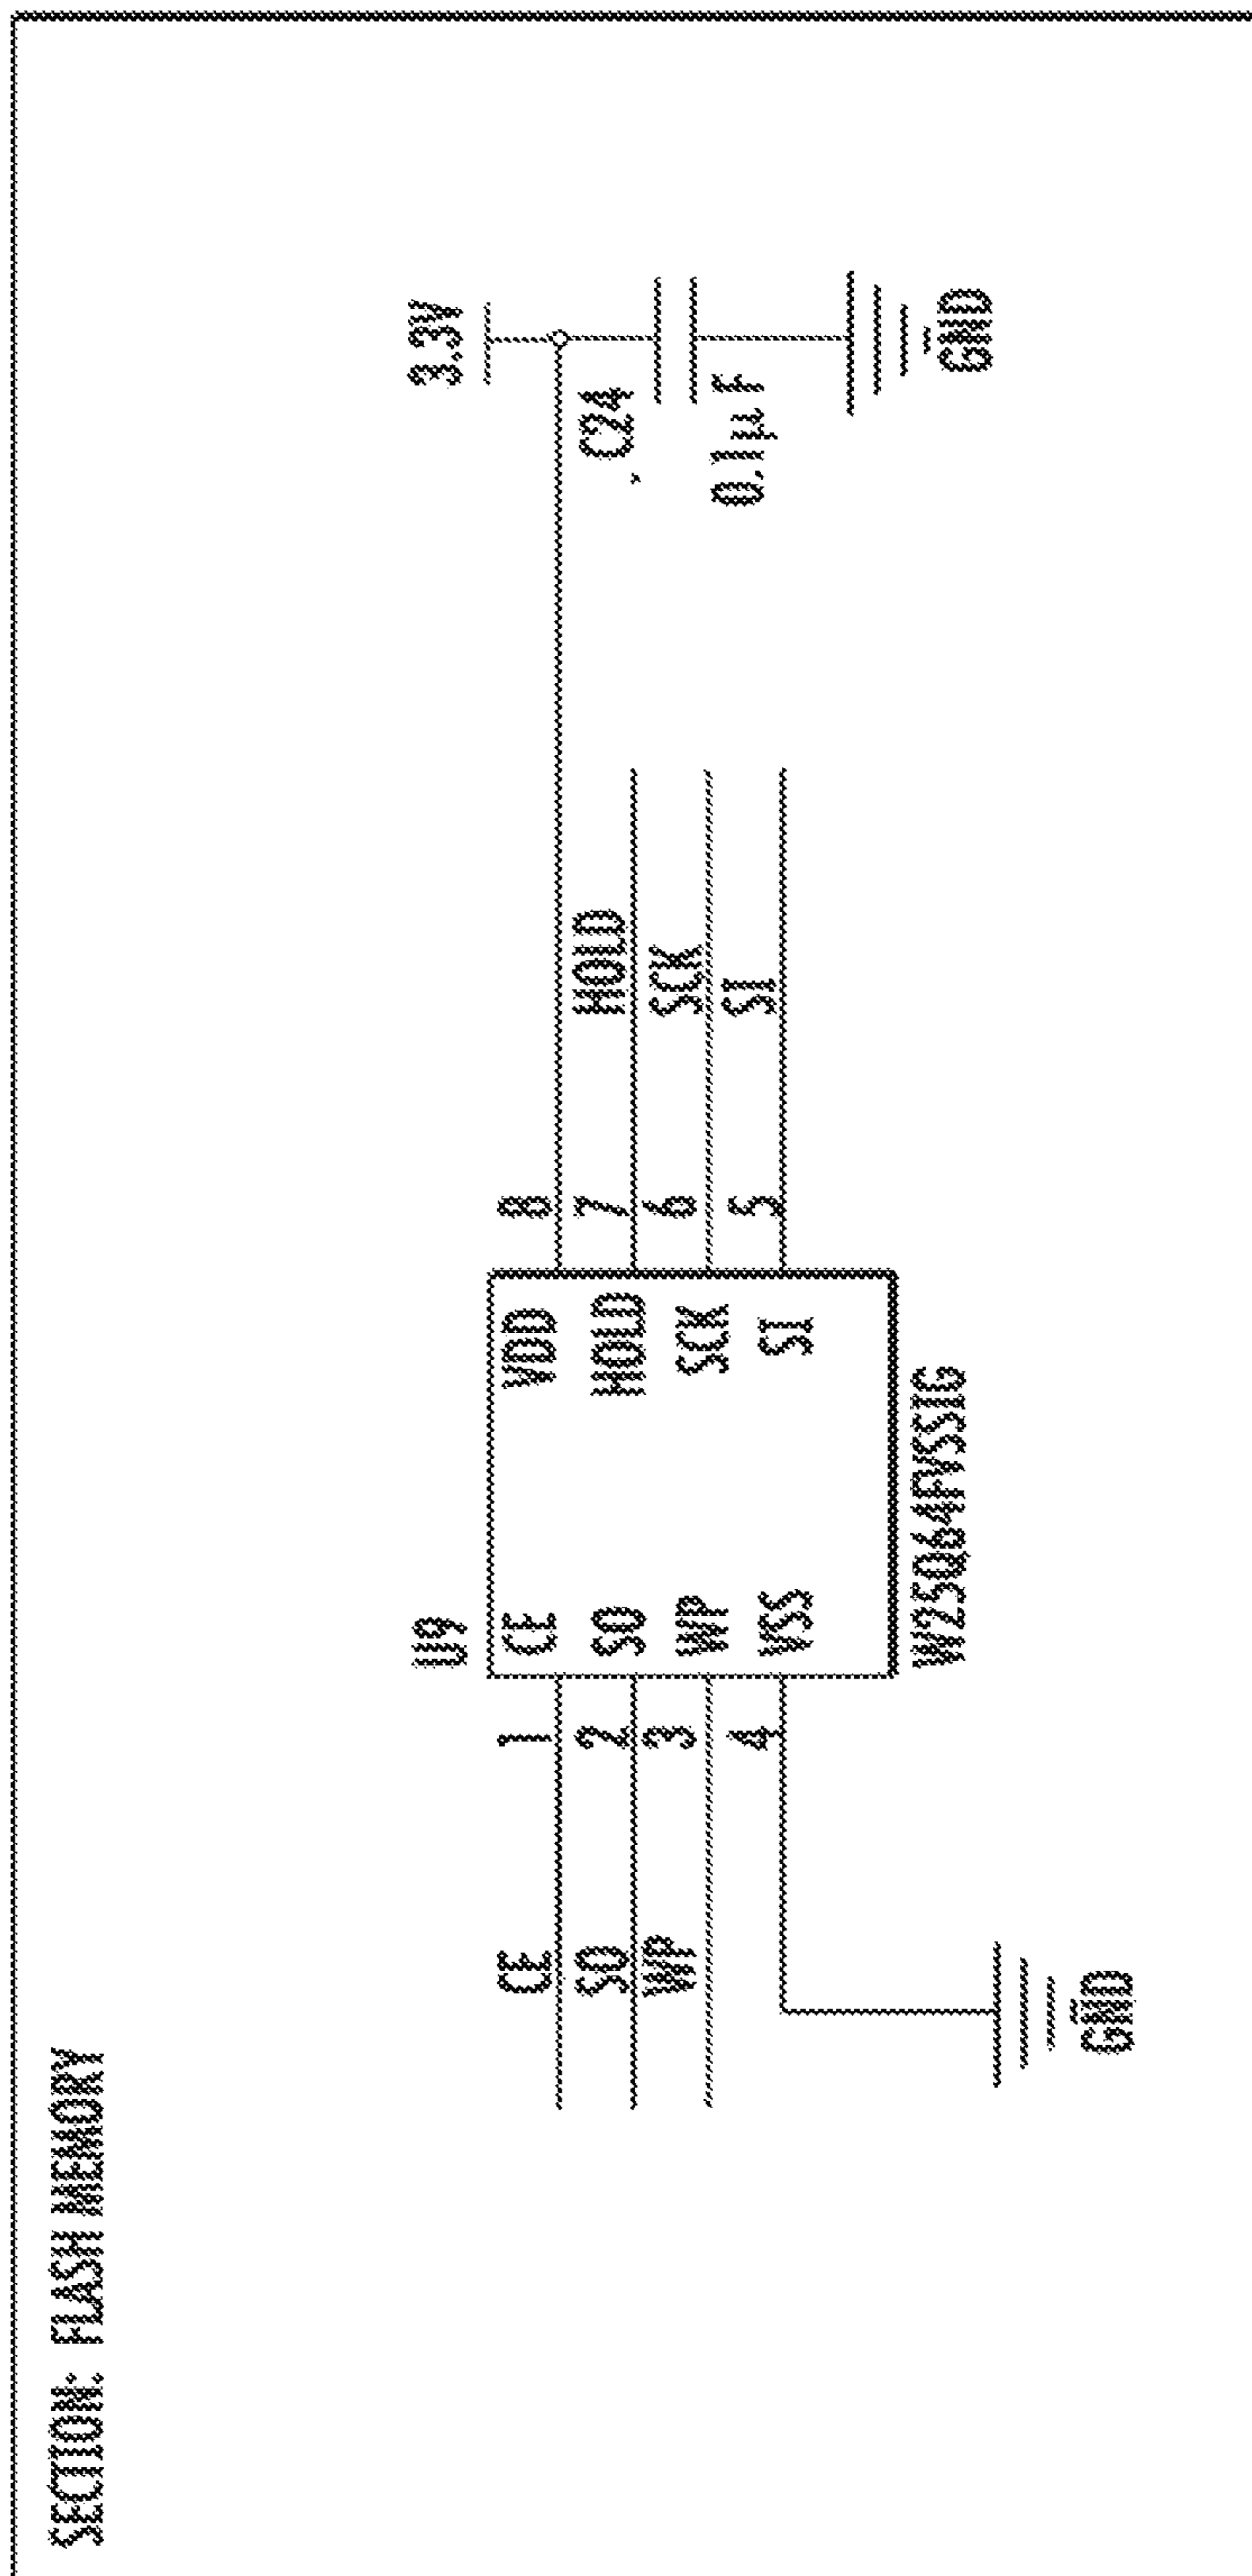 SECTION: FLASH MEMORY
U9
3.3V
CE 1 CE VDD 8
C24
SO 2 SO HOLD 7 HOLD
WP 3 WP SCK 6 SCK
0.1µF
4 VSS SI 5 SI
W25Q64FVSSIG
GND
GND